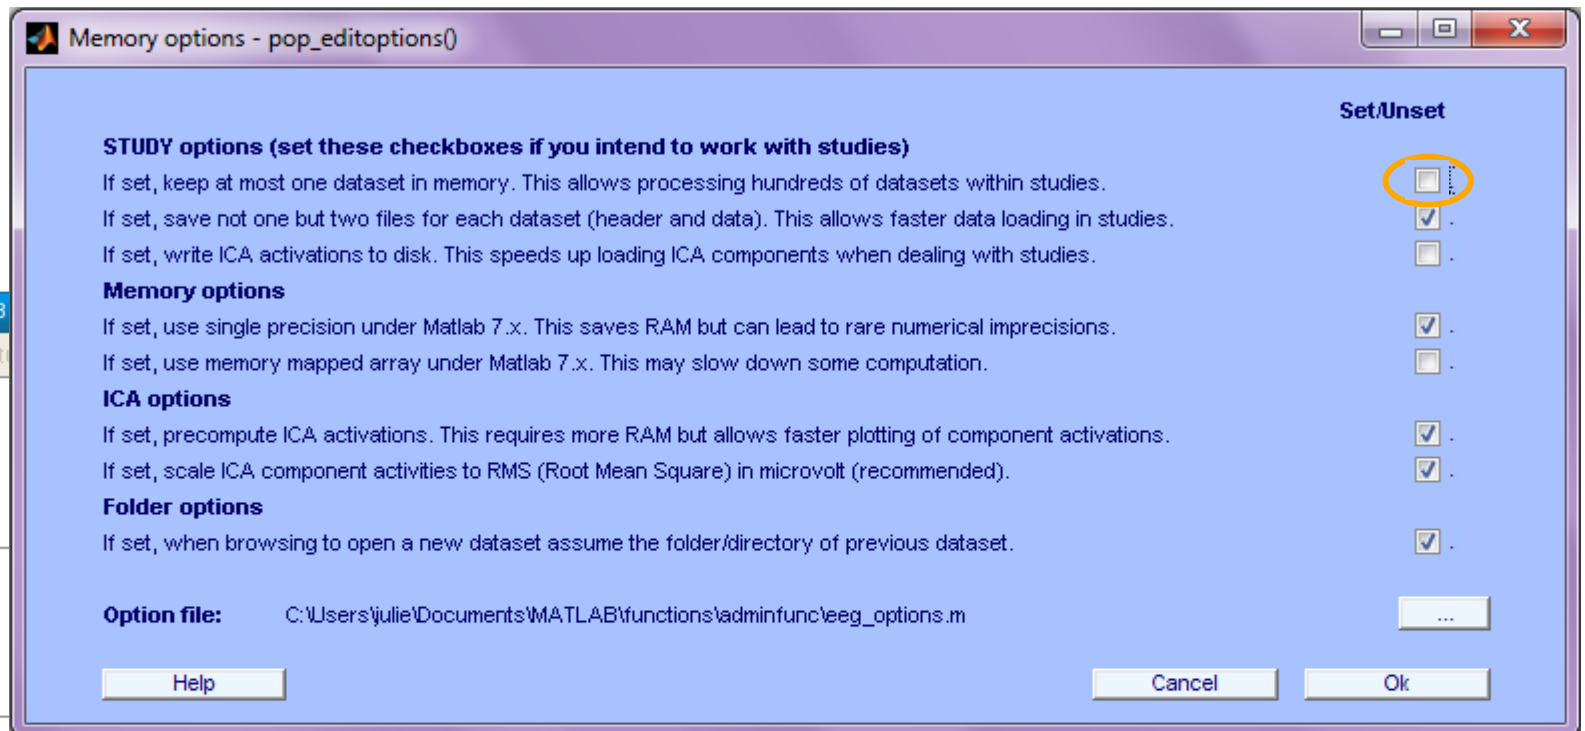 Memory options - pop_editoptions()
Set/Unset
STUDY options (set these checkboxes if you intend to work with studies)
If set, keep at most one dataset in memory. This allows processing hundreds of datasets within studies.
If set, save not one but two files for each dataset (header and data). This allows faster data loading in studies.
If set, write ICA activations to disk. This speeds up loading ICA components when dealing with studies.
Memory options
If set, use single precision under Matlab 7.x. This saves RAM but can lead to rare numerical imprecisions.
If set, use memory mapped array under Matlab 7.x. This may slow down some computation.
ICA options
If set, precompute ICA activations. This requires more RAM but allows faster plotting of component activations.
If set, scale ICA component activities to RMS (Root Mean Square) in microvolt (recommended).
Folder options
If set, when browsing to open a new dataset assume the folder/directory of previous dataset.
Option file: C:\Users\julie\Documents\MATLAB\functions\adminfunc\eeg_options.m ...
Help Cancel Ok